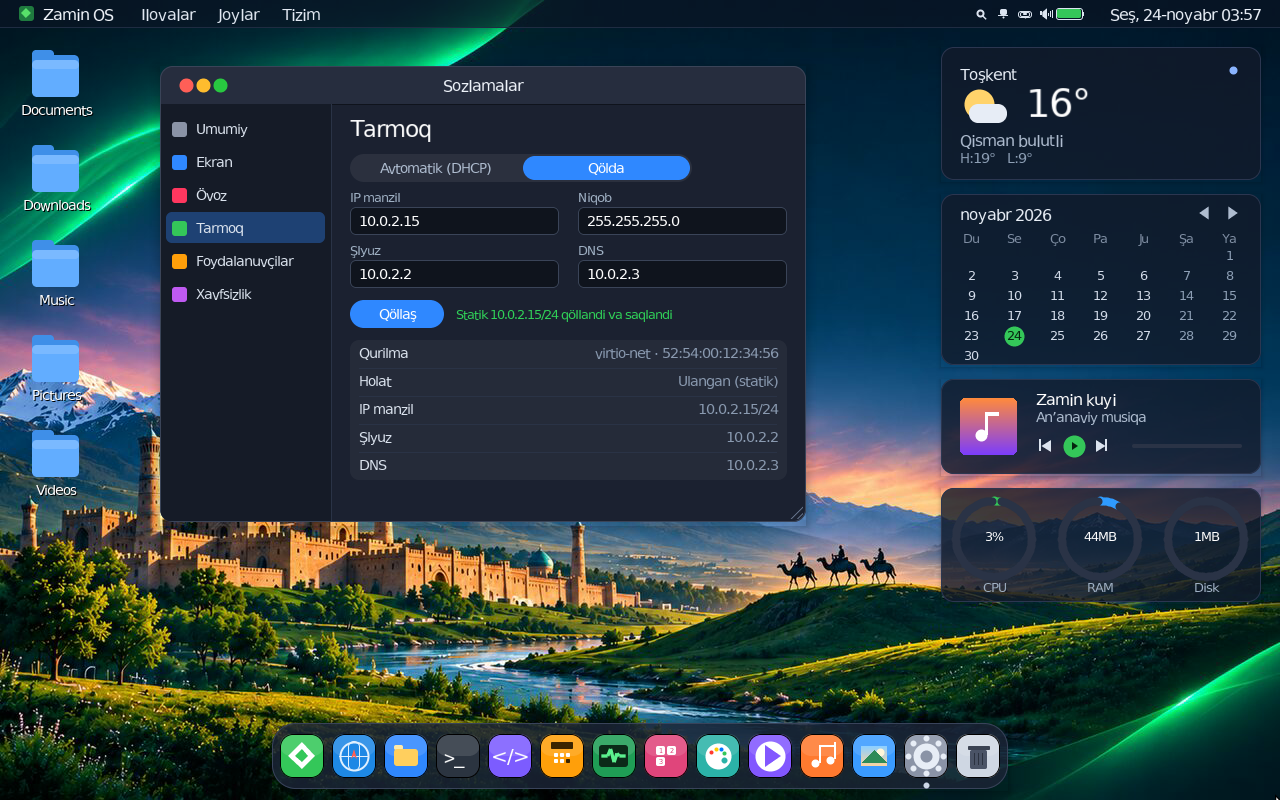 Zamin OS Ilovalar Joylar Tizim Seş, 24-noyabr 03:57
Documents
Downloads
Music
Pictures
Videos
Sozlamalar
Umumiy
Ekran
Övoz
Tarmoq
Foydalanuvçilar
Xavfsizlik
Tarmoq
Avtomatik (DHCP) Qölda
IP manzil Niqob
10.0.2.15 255.255.255.0
Şlyuz DNS
10.0.2.2 10.0.2.3
Qöllaş Statik 10.0.2.15/24 qöllandi va saqlandi
Qurilma virtio-net · 52:54:00:12:34:56
Holat Ulangan (statik)
IP manzil 10.0.2.15/24
Şlyuz 10.0.2.2
DNS 10.0.2.3
Toşkent
16°
Qisman bulutli
H:19° L:9°
noyabr 2026
Du Se Ço Pa Ju Şa Ya
1
2 3 4 5 6 7 8
9 10 11 12 13 14 15
16 17 18 19 20 21 22
23 24 25 26 27 28 29
30
Zamin kuyi
An’anaviy musiqa
3% 44MB 1MB
CPU RAM Disk
>_ </>
1 2
3